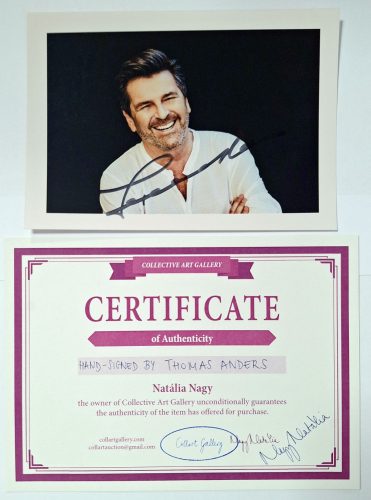 COLLECTIVE ART GALLERY
CERTIFICATE
of Authenticity
HAND-SIGNED BY THOMAS ANDERS
Natália Nagy
the owner of Collective Art Gallery unconditionally guarantees
the authenticity of the item has offered for purchase.
collartgallery.com
collartauction@gmail.com
Collart Gallery
Nagy Natália
Nagy Natália